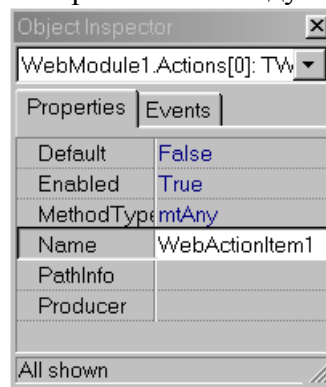 Object Inspector
WebModule1.Actions[0]: TW
Properties Events
Default False
Enabled True
MethodType mtAny
Name WebActionItem1
PathInfo
Producer
All shown